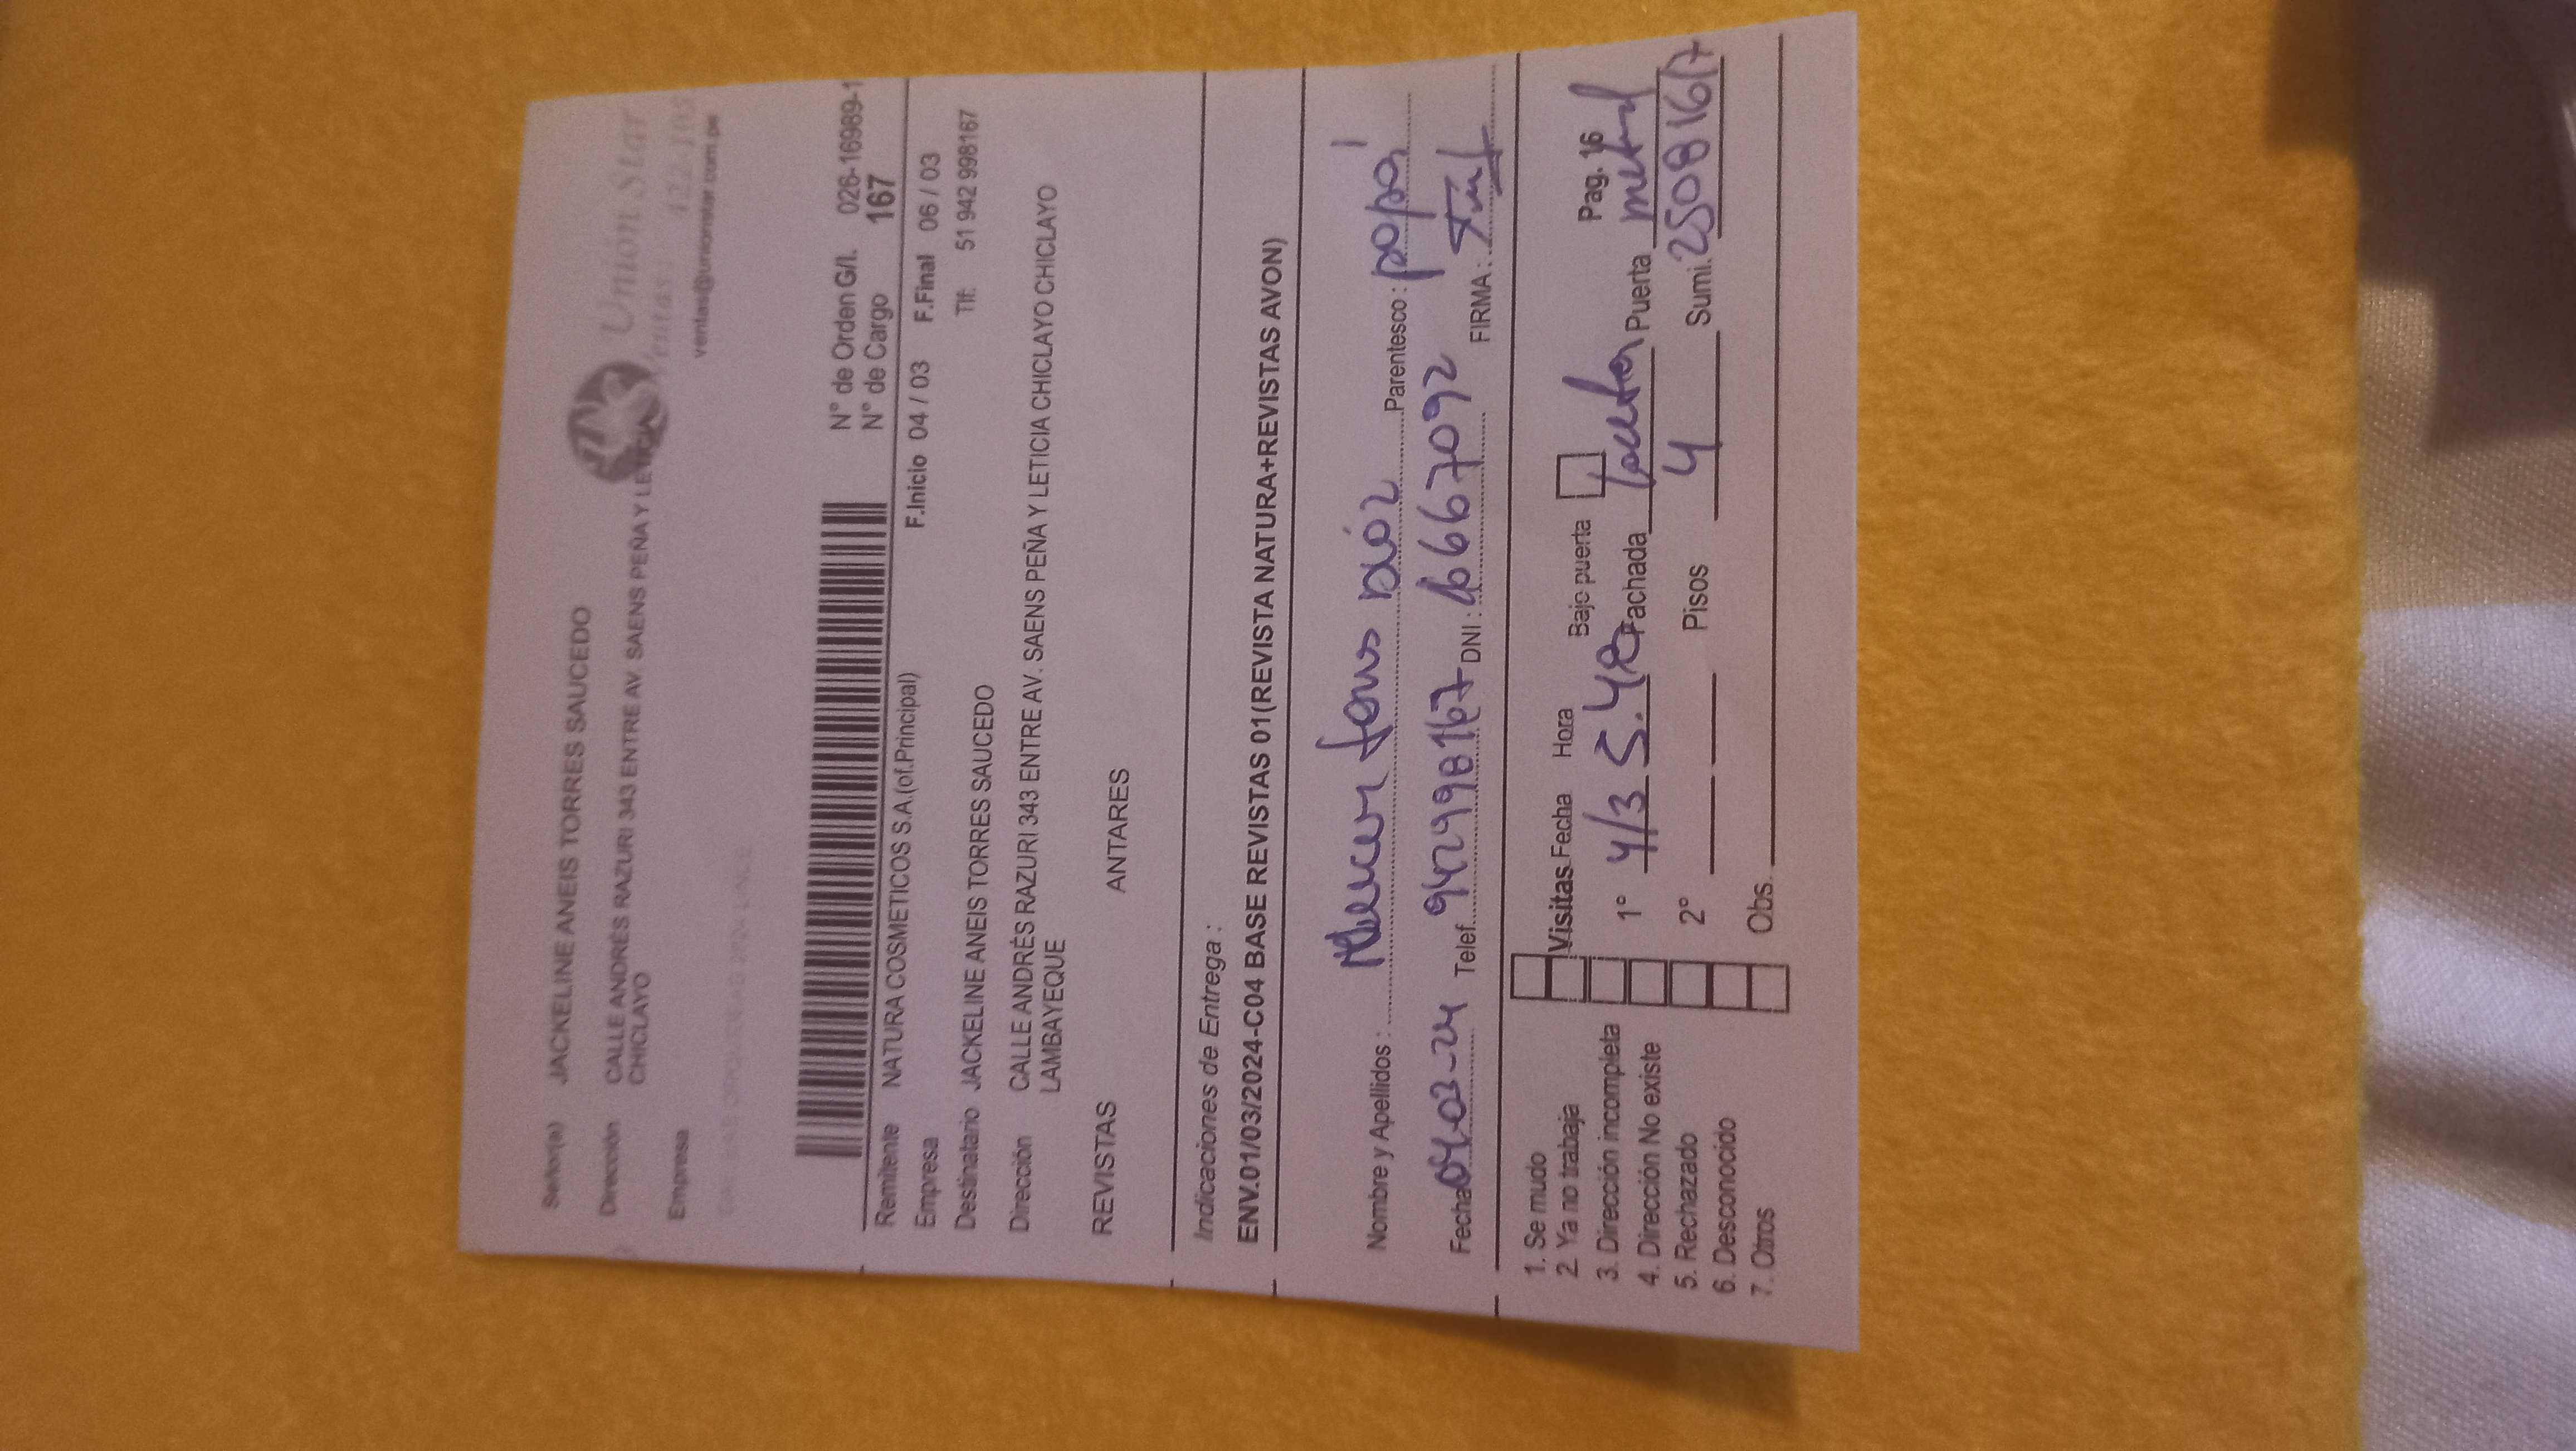 Union Star
Ventas: 422-105
ventas@unionstar.com.pe
Señor(a) JACKELINE ANEIS TORRES SAUCEDO
Dirección CALLE ANDRÉS RAZURI 343 ENTRE AV. SAENS PEÑA Y LETICIA
CHICLAYO
Empresa
N° de Orden G/I. 026-16989-1
N° de Cargo 167
Remitente NATURA COSMETICOS S.A.(of.Principal) F.Inicio 04 / 03 F.Final 06 / 03
Empresa
Destinatario JACKELINE ANEIS TORRES SAUCEDO Tlf: 51 942 998167
Dirección CALLE ANDRÉS RAZURI 343 ENTRE AV. SAENS PEÑA Y LETICIA CHICLAYO CHICLAYO
LAMBAYEQUE
REVISTAS ANTARES
Indicaciones de Entrega :
ENV.01/03/2024-C04 BASE REVISTAS 01(REVISTA NATURA+REVISTAS AVON)
Nombre y Apellidos : Parentesco : papá
Fecha 04-03-24 Telef. 942998167 DNI : 16667092 FIRMA :
1. Se mudo
2. Ya no trabaja
3. Dirección incompleta
4. Dirección No existe
5. Rechazado
6. Desconocido
7. Otros
Visitas Fecha Hora Bajo puerta Pag. 16
1° 4/3 5.48 Fachada Puerta metal
2° Pisos 4 Sumi. 25081617
Obs.